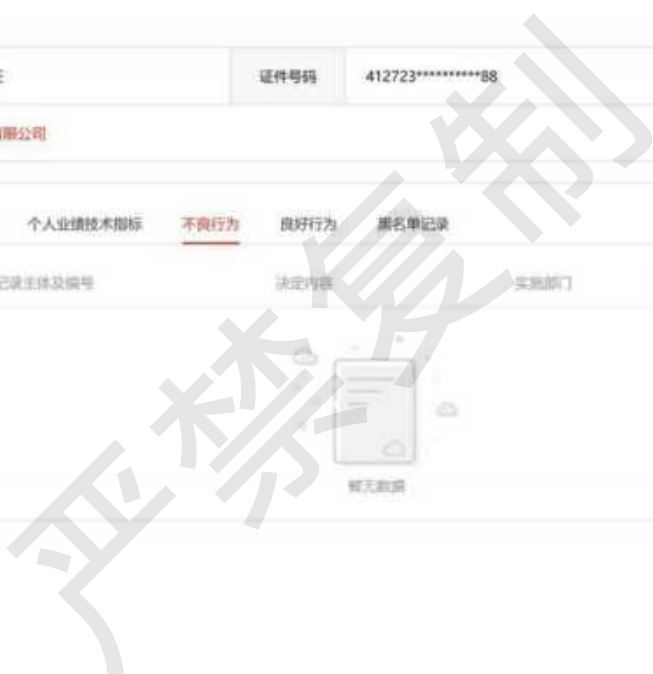 证件号码 412723**********88
有限公司
个人业绩技术指标 不良行为 良好行为 黑名单记录
记录主体及编号 决定内容 实施部门
暂无数据
严禁复制